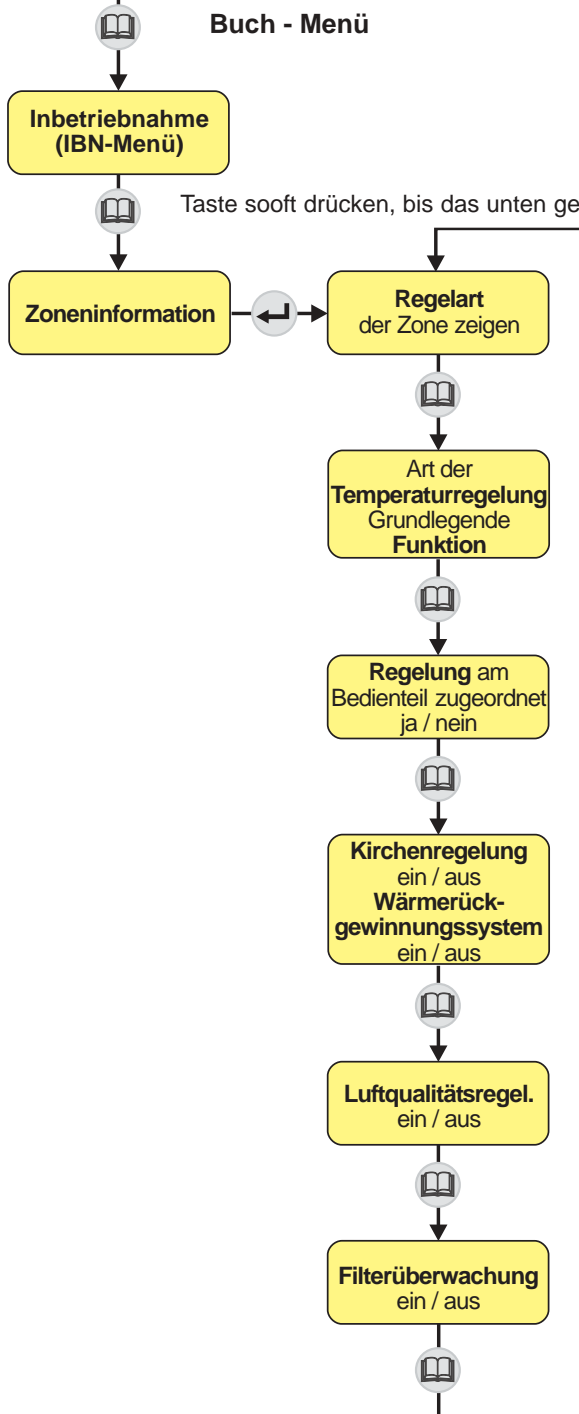 Buch - Menü
Inbetriebnahme
(IBN-Menü)
Taste sooft drücken, bis das unten ge
Zoneninformation
Regelart
der Zone zeigen
Art der
Temperaturregelung
Grundlegende
Funktion
Regelung am
Bedienteil zugeordnet
ja / nein
Kirchenregelung
ein / aus
Wärmerück-
gewinnungssystem
ein / aus
Luftqualitätsregel.
ein / aus
Filterüberwachung
ein / aus